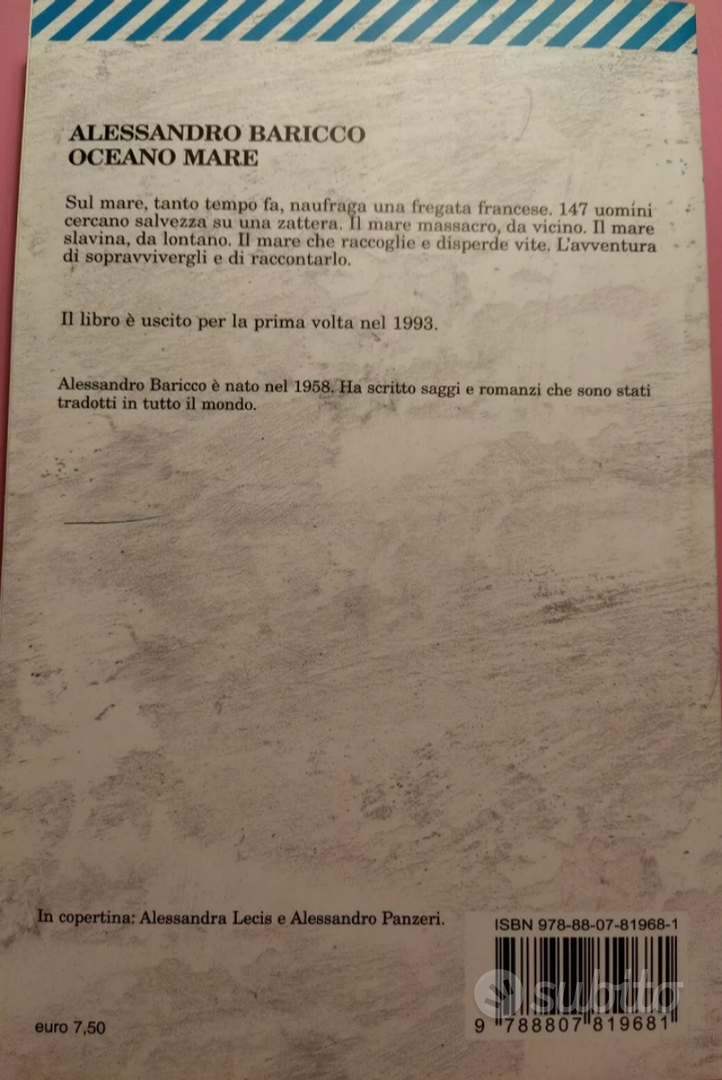 ALESSANDRO BARICCO
OCEANO MARE
Sul mare, tanto tempo fa, naufraga una fregata francese. 147 uomini
cercano salvezza su una zattera. Il mare massacro, da vicino. Il mare
slavina, da lontano. Il mare che raccoglie e disperde vite. L'avventura
di sopravvivergli e di raccontarlo.
Il libro è uscito per la prima volta nel 1993.
Alessandro Baricco è nato nel 1958. Ha scritto saggi e romanzi che sono stati
tradotti in tutto il mondo.
In copertina: Alessandra Lecis e Alessandro Panzeri.
ISBN 978-88-07-81968-1
subito
9 788807 819681
euro 7,50